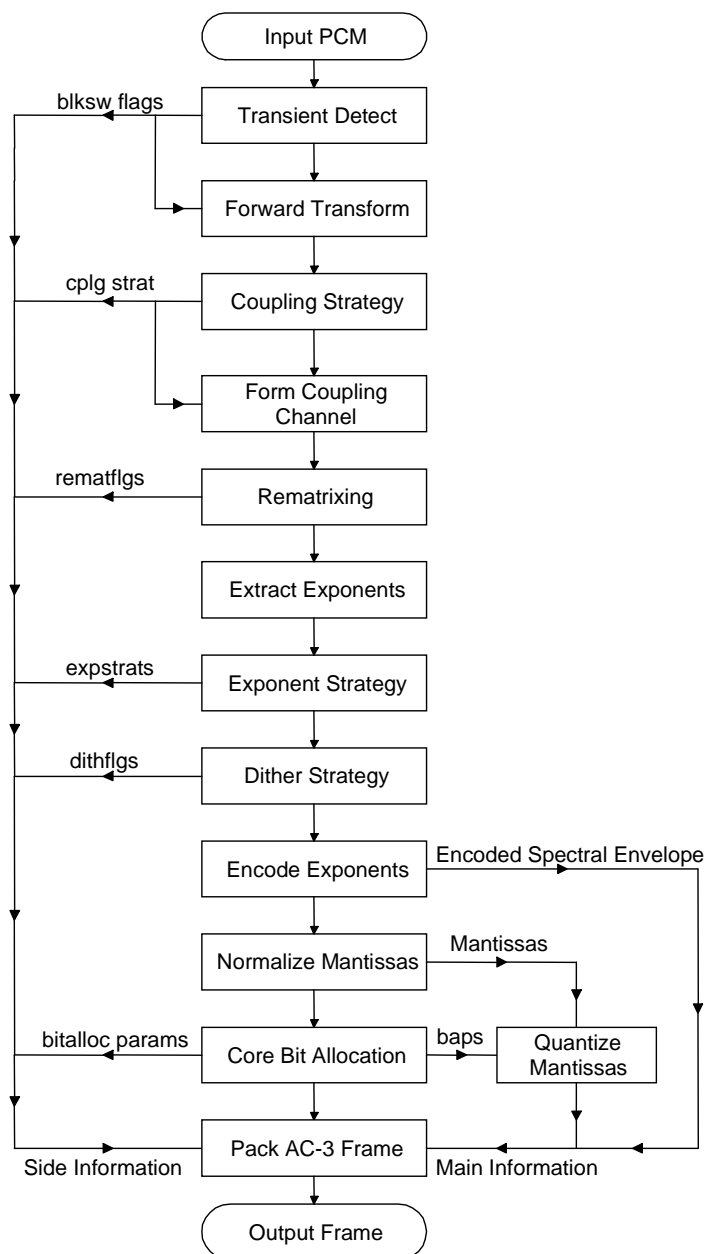 Input PCM
blksw flags
Transient Detect
Forward Transform
cplg strat
Coupling Strategy
Form Coupling
Channel
rematflgs
Rematrixing
Extract Exponents
expstrats
Exponent Strategy
dithflgs
Dither Strategy
Encode Exponents
Encoded Spectral Envelope
Normalize Mantissas
Mantissas
bitalloc params
Core Bit Allocation
baps
Quantize
Mantissas
Pack AC-3 Frame
Side Information
Main Information
Output Frame